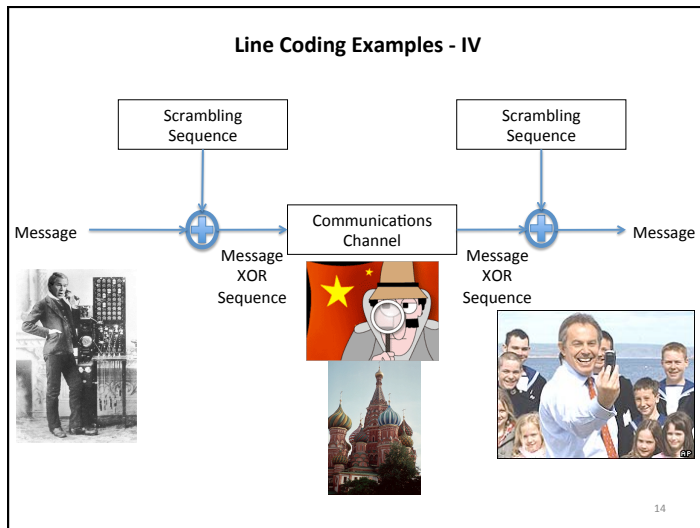 Line Coding Examples - IV
Scrambling
Sequence
Scrambling
Sequence
Message
Message
XOR
Sequence
Communications
Channel
Message
XOR
Sequence
Message
AP
14